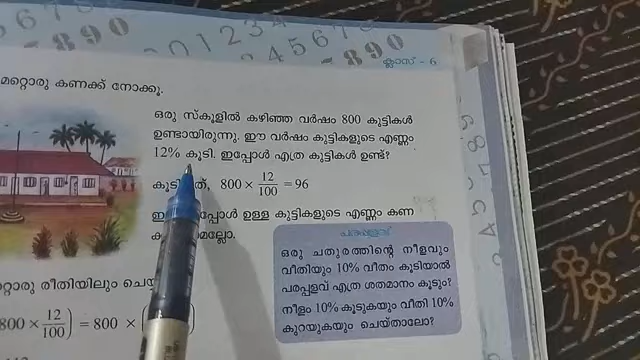 ക്ലാസ് - 6
മറ്റൊരു കണക്ക് നോക്കൂ.
ഒരു സ്കൂളിൽ കഴിഞ്ഞ വർഷം 800 കുട്ടികൾ
ഉണ്ടായിരുന്നു. ഈ വർഷം കുട്ടികളുടെ എണ്ണം
12% കൂടി. ഇപ്പോൾ എത്ര കുട്ടികൾ ഉണ്ട്?
800 × 12/100 = 96
ഉള്ള കുട്ടികളുടെ എണ്ണം
പരപ്പളവ്
ഒരു ചതുരത്തിന്റെ നീളവും
വീതിയും 10% വീതം കൂടിയാൽ
പരപ്പളവ് എത്ര ശതമാനം കൂടും?
നീളം 10% കൂടുകയും വീതി 10%
കുറയുകയും ചെയ്താലോ?
രീതിയിലും
800 × 12/100) = 800 × (